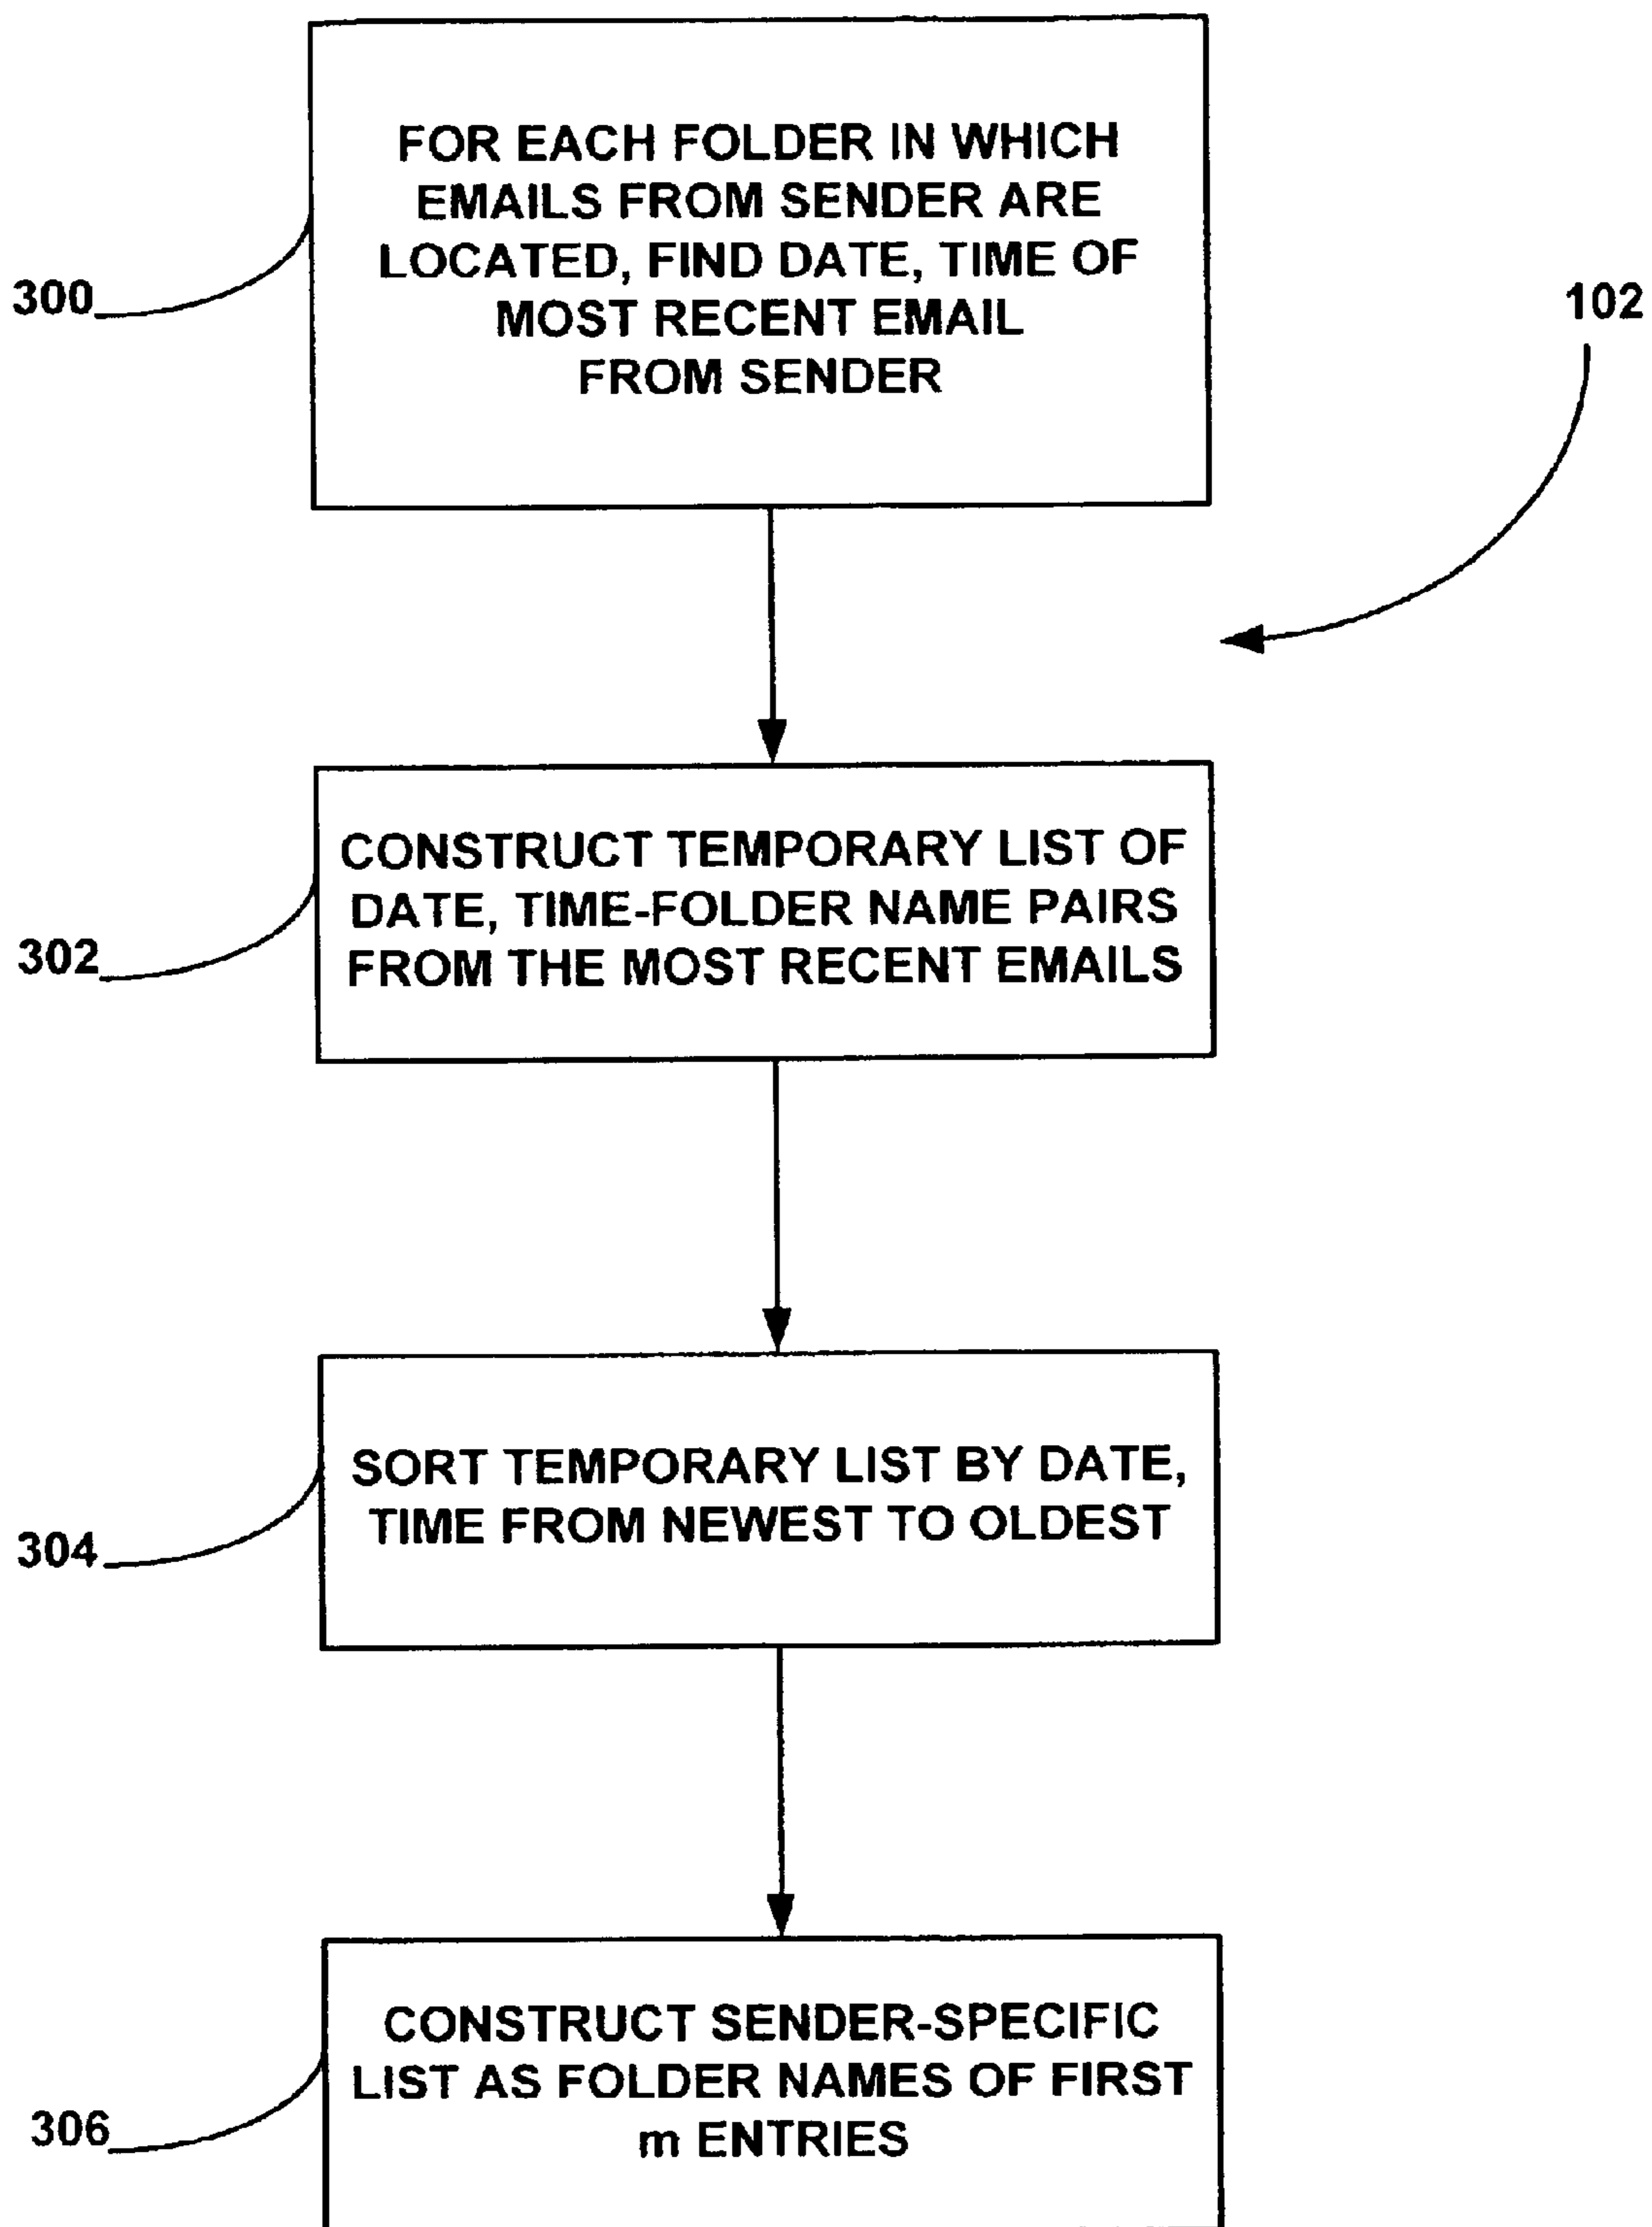 FOR EACH FOLDER IN WHICH
EMAILS FROM SENDER ARE
LOCATED, FIND DATE, TIME OF
MOST RECENT EMAIL
FROM SENDER
300
102
CONSTRUCT TEMPORARY LIST OF
DATE, TIME-FOLDER NAME PAIRS
FROM THE MOST RECENT EMAILS
302
SORT TEMPORARY LIST BY DATE,
TIME FROM NEWEST TO OLDEST
304
CONSTRUCT SENDER-SPECIFIC
LIST AS FOLDER NAMES OF FIRST
m ENTRIES
306